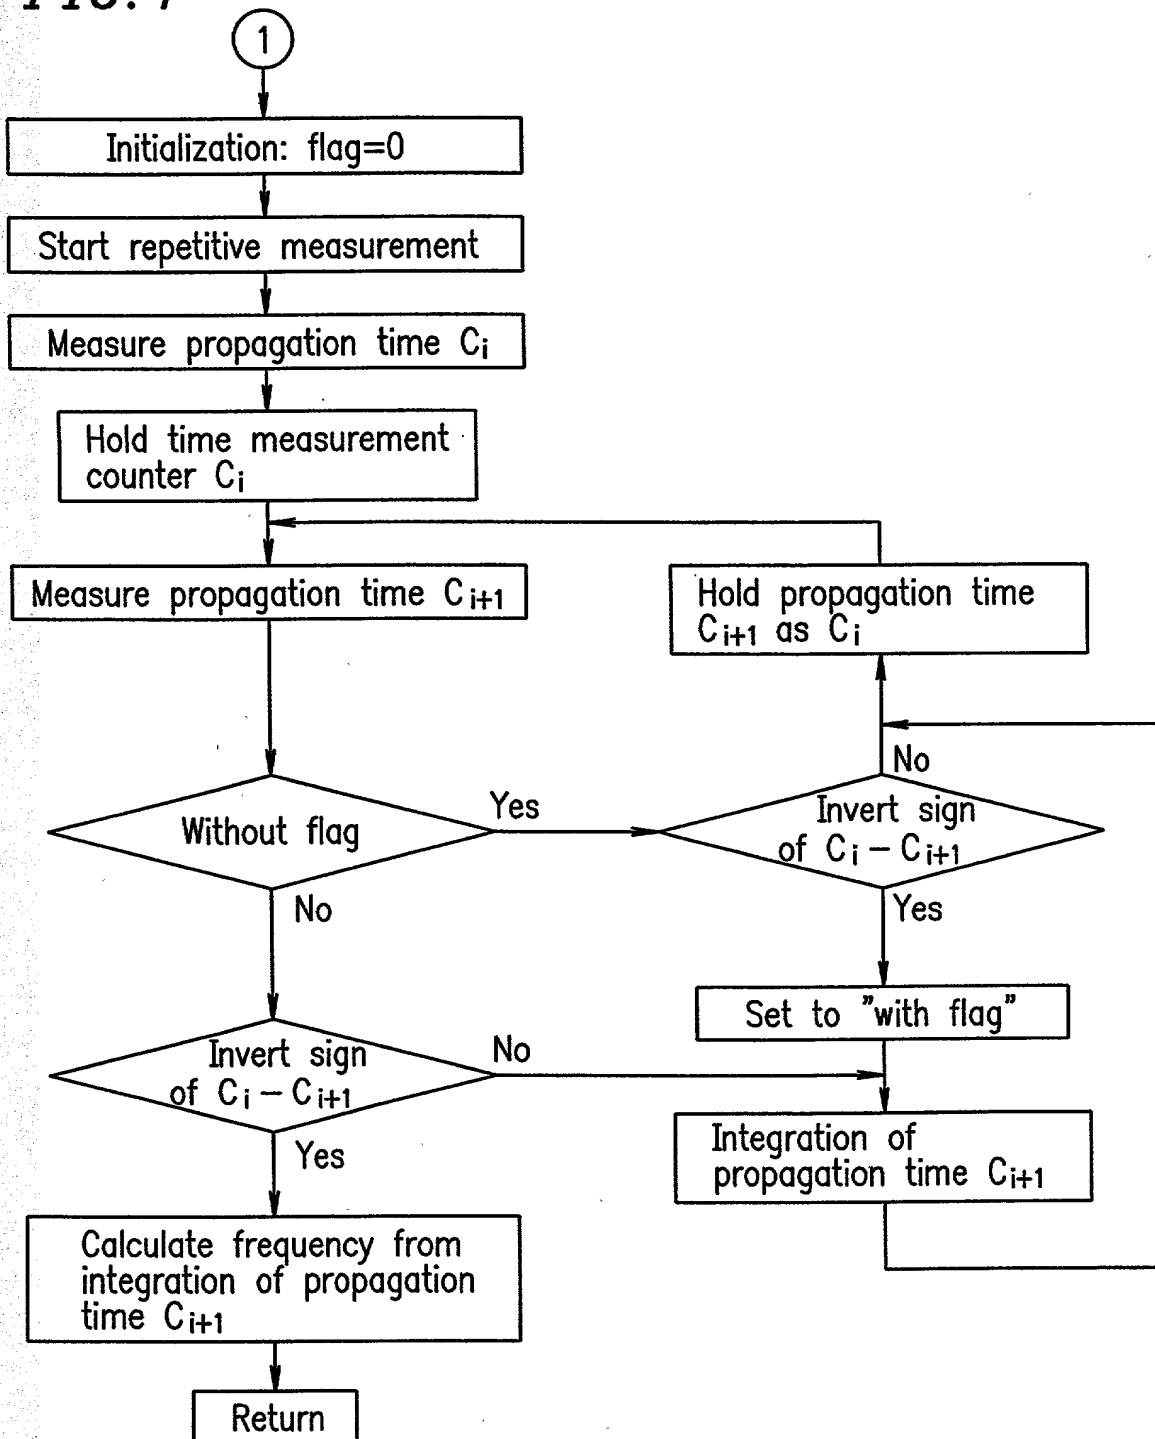 1
Initialization: flag=0
Start repetitive measurement
Measure propagation time Ci
Hold time measurement
counter Ci
Measure propagation time Ci+1
Hold propagation time
Ci+1 as Ci
No
Without flag
Yes
Invert sign
of Ci − Ci+1
No
Yes
Set to "with flag"
Invert sign
of Ci − Ci+1
No
Yes
Integration of
propagation time Ci+1
Calculate frequency from
integration of propagation
time Ci+1
Return